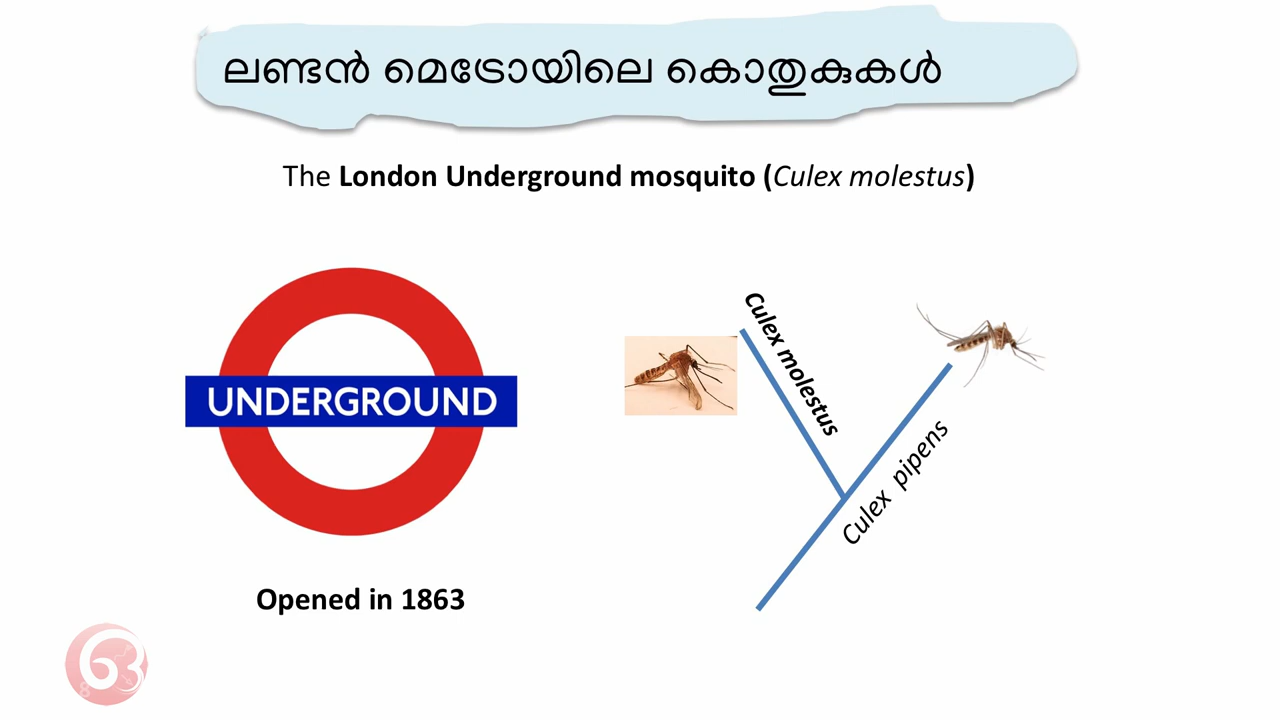 ലണ്ടൻ മെട്രോയിലെ കൊതുകുകൾ
The London Underground mosquito (Culex molestus)
UNDERGROUND
Culex molestus
Culex pipens
Opened in 1863